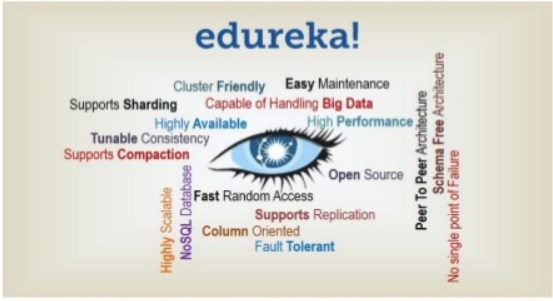 edureka!
Cluster Friendly
Easy Maintenance
Supports Sharding
Capable of Handling Big Data
Highly Available
High Performance
Tunable Consistency
Supports Compaction
Open Source
Fast Random Access
Supports Replication
Column Oriented
Fault Tolerant
Highly Scalable
NoSQL Database
Peer To Peer Architecture
Schema Free Architecture
No single point of Failure